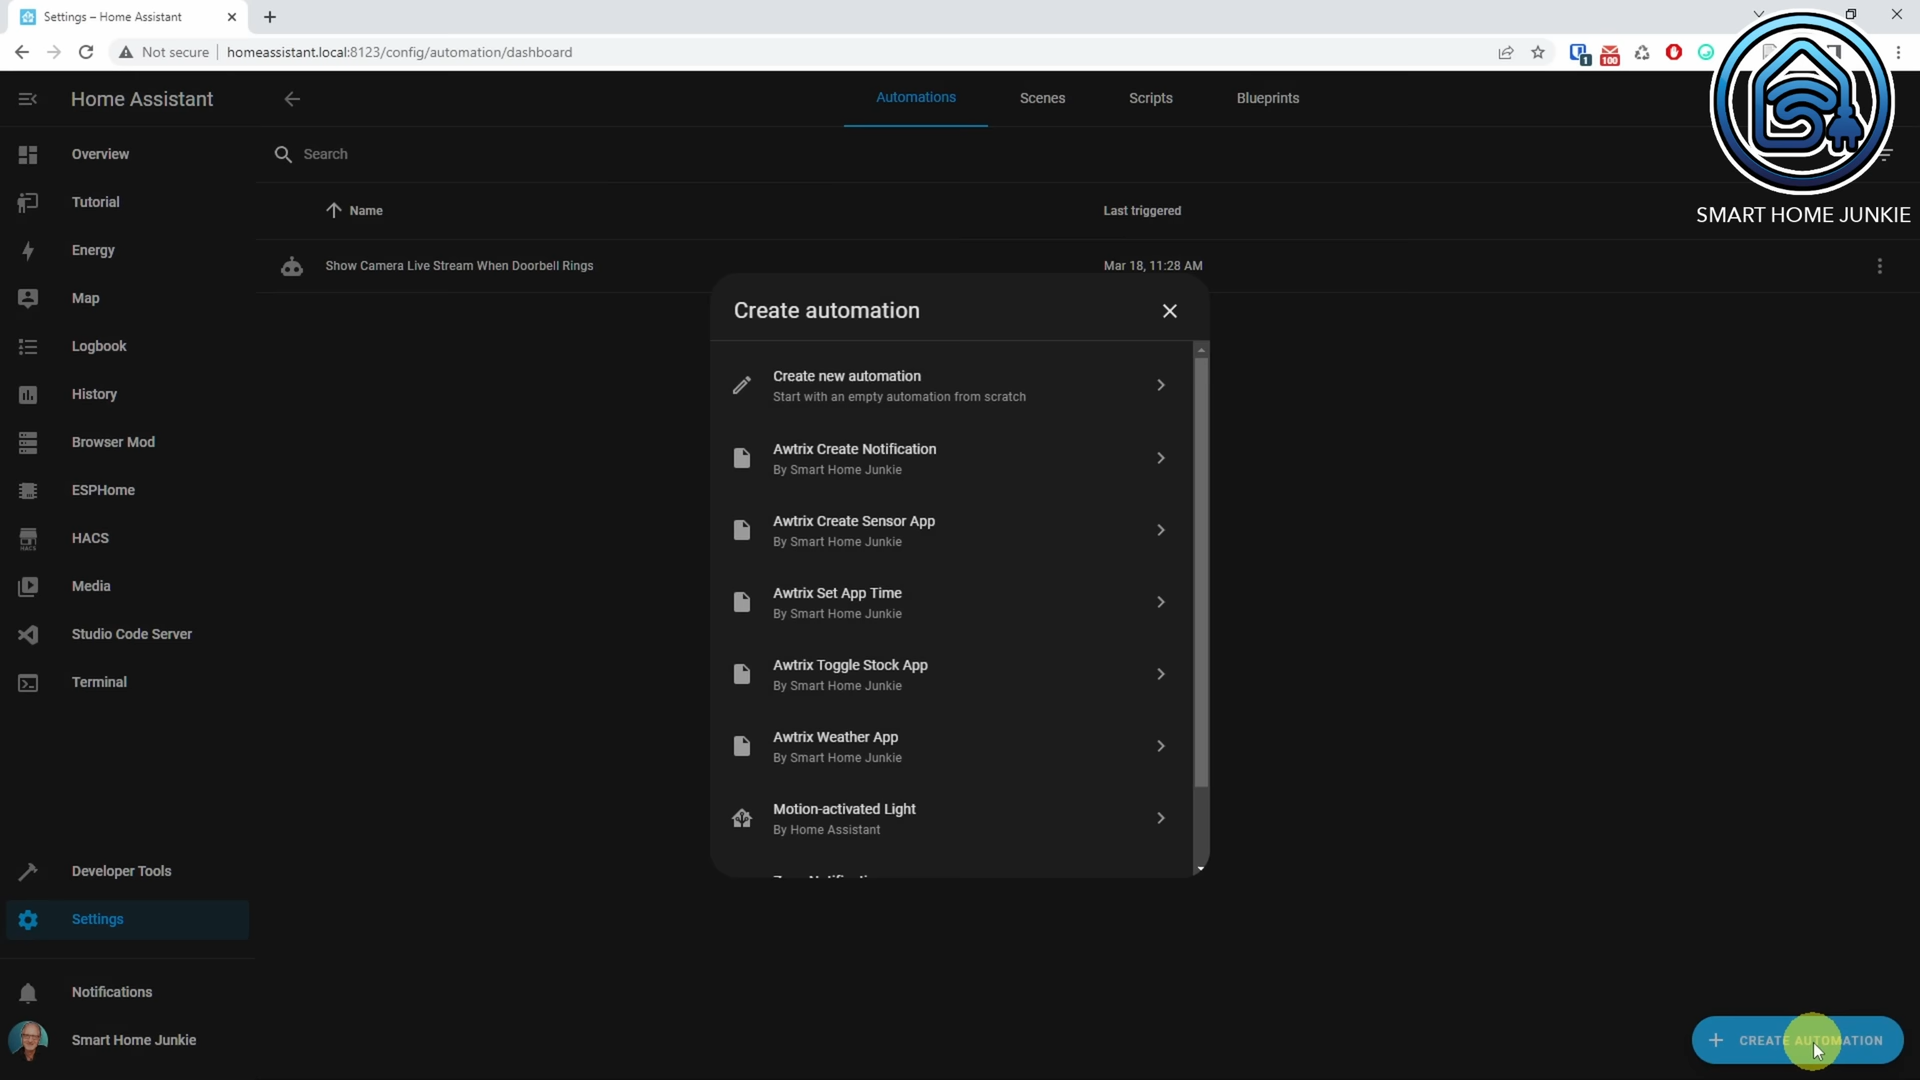 Settings – Home Assistant
Not secure
homeassistant.local:8123/config/automation/dashboard
1
100
Home Assistant
Automations
Scenes
Scripts
Blueprints
SMART HOME JUNKIE
Overview
Search
Tutorial
Name
Last triggered
Energy
Show Camera Live Stream When Doorbell Rings
Mar 18, 11:28 AM
Map
Logbook
History
Browser Mod
ESPHome
HACS
HACS
Media
Studio Code Server
Terminal
Create automation
Create new automation
Start with an empty automation from scratch
Awtrix Create Notification
By Smart Home Junkie
Awtrix Create Sensor App
By Smart Home Junkie
Awtrix Set App Time
By Smart Home Junkie
Awtrix Toggle Stock App
By Smart Home Junkie
Awtrix Weather App
By Smart Home Junkie
Motion-activated Light
By Home Assistant
Developer Tools
Settings
Notifications
Smart Home Junkie
CREATE AUTOMATION